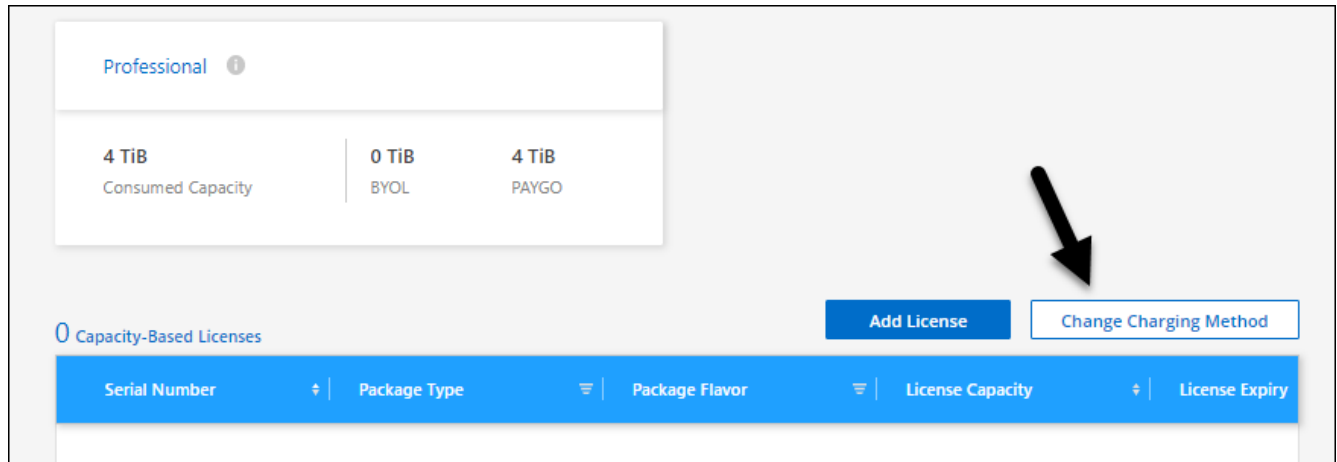 Professional
4 TiB 0 TiB 4 TiB
Consumed Capacity BYOL PAYGO
Add License Change Charging Method
0 Capacity-Based Licenses
Serial Number Package Type Package Flavor License Capacity License Expiry